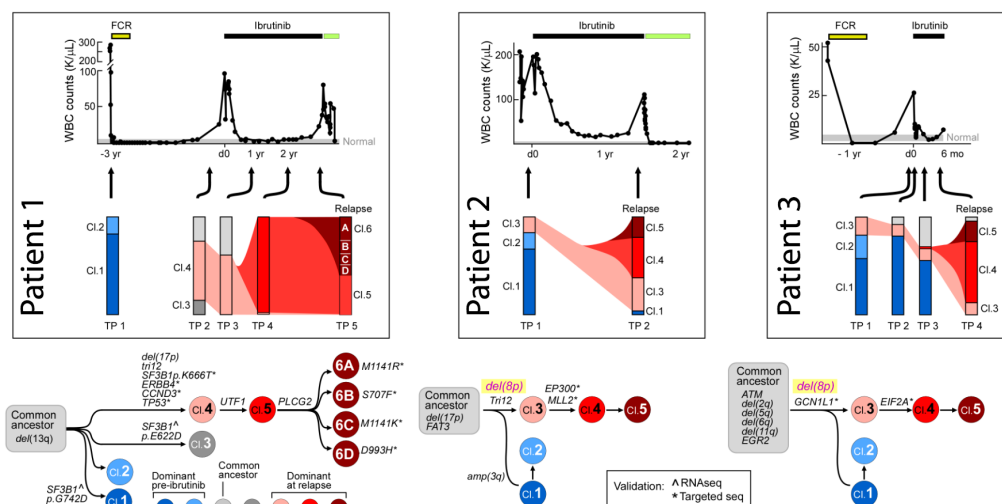 FCR
Ibrutinib
WBC counts (K/µL)
300
200
100
50
Normal
-3 yr
d0
1 yr
2 yr
Patient 1
Relapse
Cl.2
Cl.1
Cl.4
Cl.3
A
B
C
D
Cl.6
Cl.5
TP 1
TP 2
TP 3
TP 4
TP 5
Ibrutinib
WBC counts (K/µL)
200
100
d0
1 yr
2 yr
Patient 2
Relapse
Cl.3
Cl.2
Cl.1
Cl.5
Cl.4
Cl.3
Cl.1
TP 1
TP 2
FCR
Ibrutinib
WBC counts (K/µL)
50
25
Normal
- 1 yr
d0
6 mo
Patient 3
Relapse
Cl.3
Cl.2
Cl.1
Cl.5
Cl.4
Cl.3
TP 1
TP 2
TP 3
TP 4
Common
ancestor
del(13q)
del(17p)
tri12
SF3B1p.K666T*
ERBB4*
CCND3*
TP53*
Cl.4
UTF1
Cl.5
PLCG2
6A
M1141R*
6B
S707F*
6C
M1141K*
6D
D993H*
SF3B1^
p.E622D
Cl.3
Cl.2
SF3B1^
p.G742D
Cl.1
Dominant
pre-ibrutinib
Common
ancestor
Dominant
at relapse
Common
ancestor
del(17p)
FAT3
del(8p)
Tri12
Cl.3
EP300*
MLL2*
Cl.4
Cl.5
Cl.2
amp(3q)
Cl.1
Validation:
^ RNAseq
* Targeted seq
Common
ancestor
ATM
del(2q)
del(5q)
del(6q)
del(11q)
EGR2
del(8p)
GCN1L1*
Cl.3
EIF2A*
Cl.4
Cl.5
Cl.2
Cl.1